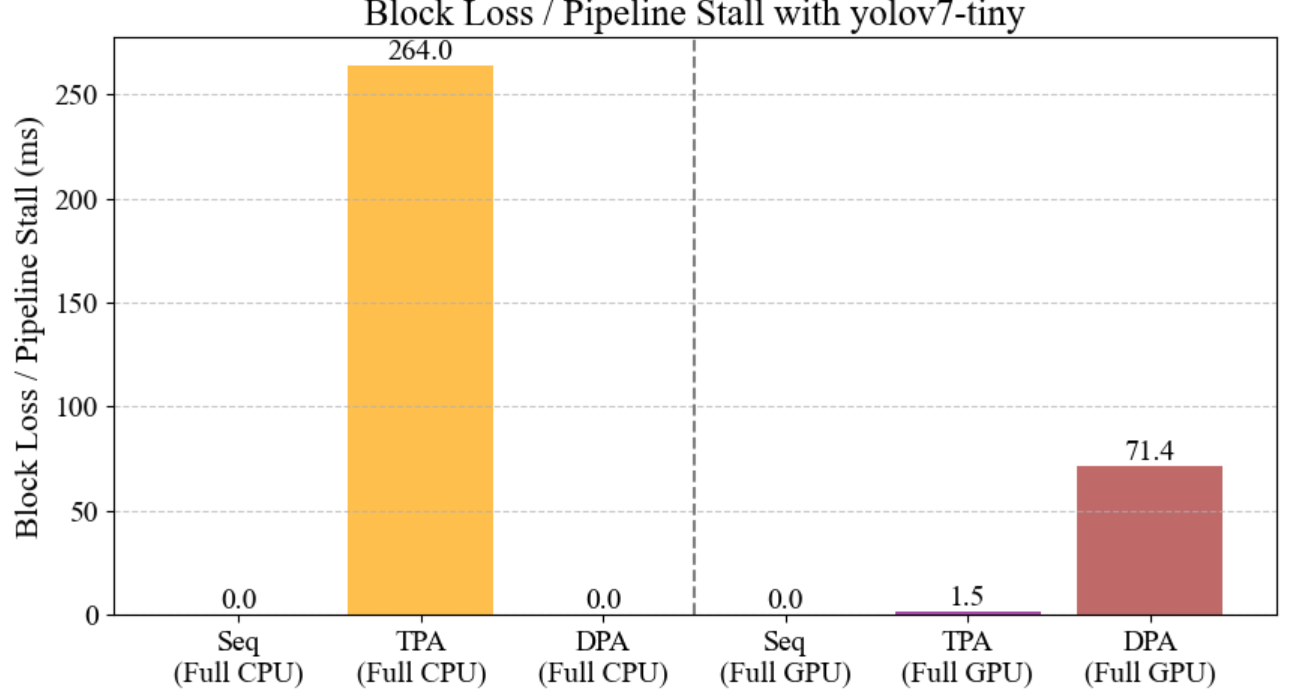 Block Loss / Pipeline Stall with yolov7-tiny
Block Loss / Pipeline Stall (ms)
250
200
150
100
50
0
0.0
264.0
0.0
0.0
1.5
71.4
Seq
(Full CPU)
TPA
(Full CPU)
DPA
(Full CPU)
Seq
(Full GPU)
TPA
(Full GPU)
DPA
(Full GPU)